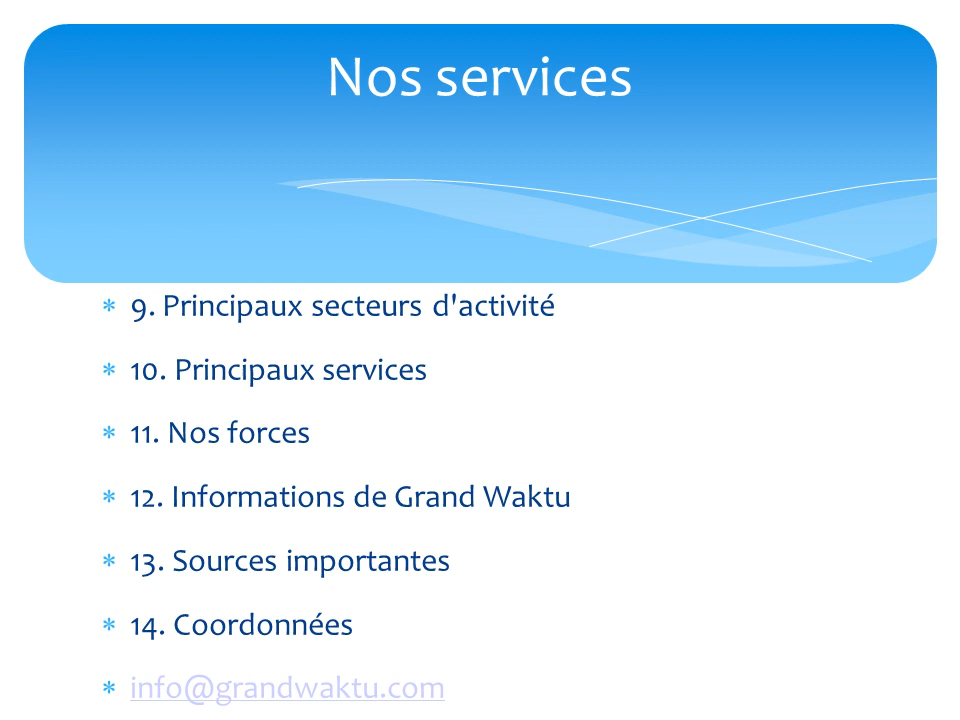 Nos services
* 9. Principaux secteurs d'activité
* 10. Principaux services
* 11. Nos forces
* 12. Informations de Grand Waktu
* 13. Sources importantes
* 14. Coordonnées
* info@grandwaktu.com